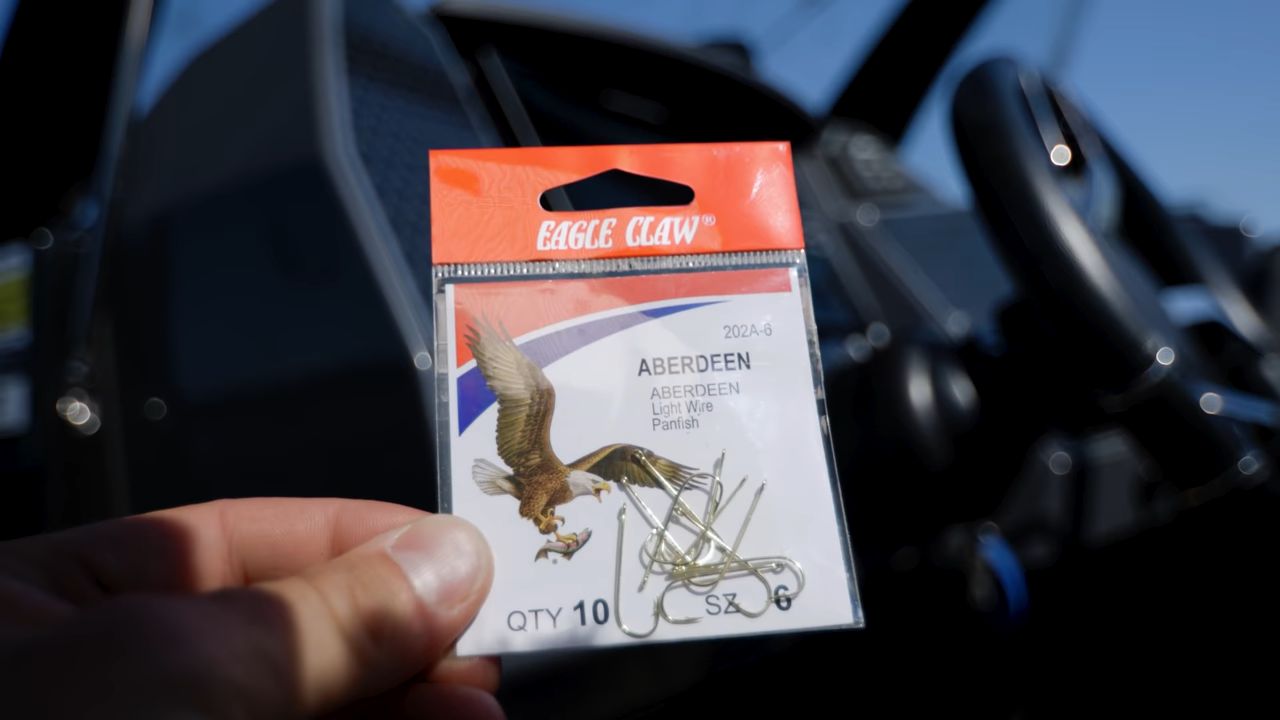 EAGLE CLAW®
202A-6
ABERDEEN
ABERDEEN
Light Wire
Panfish
QTY 10 SZ 6